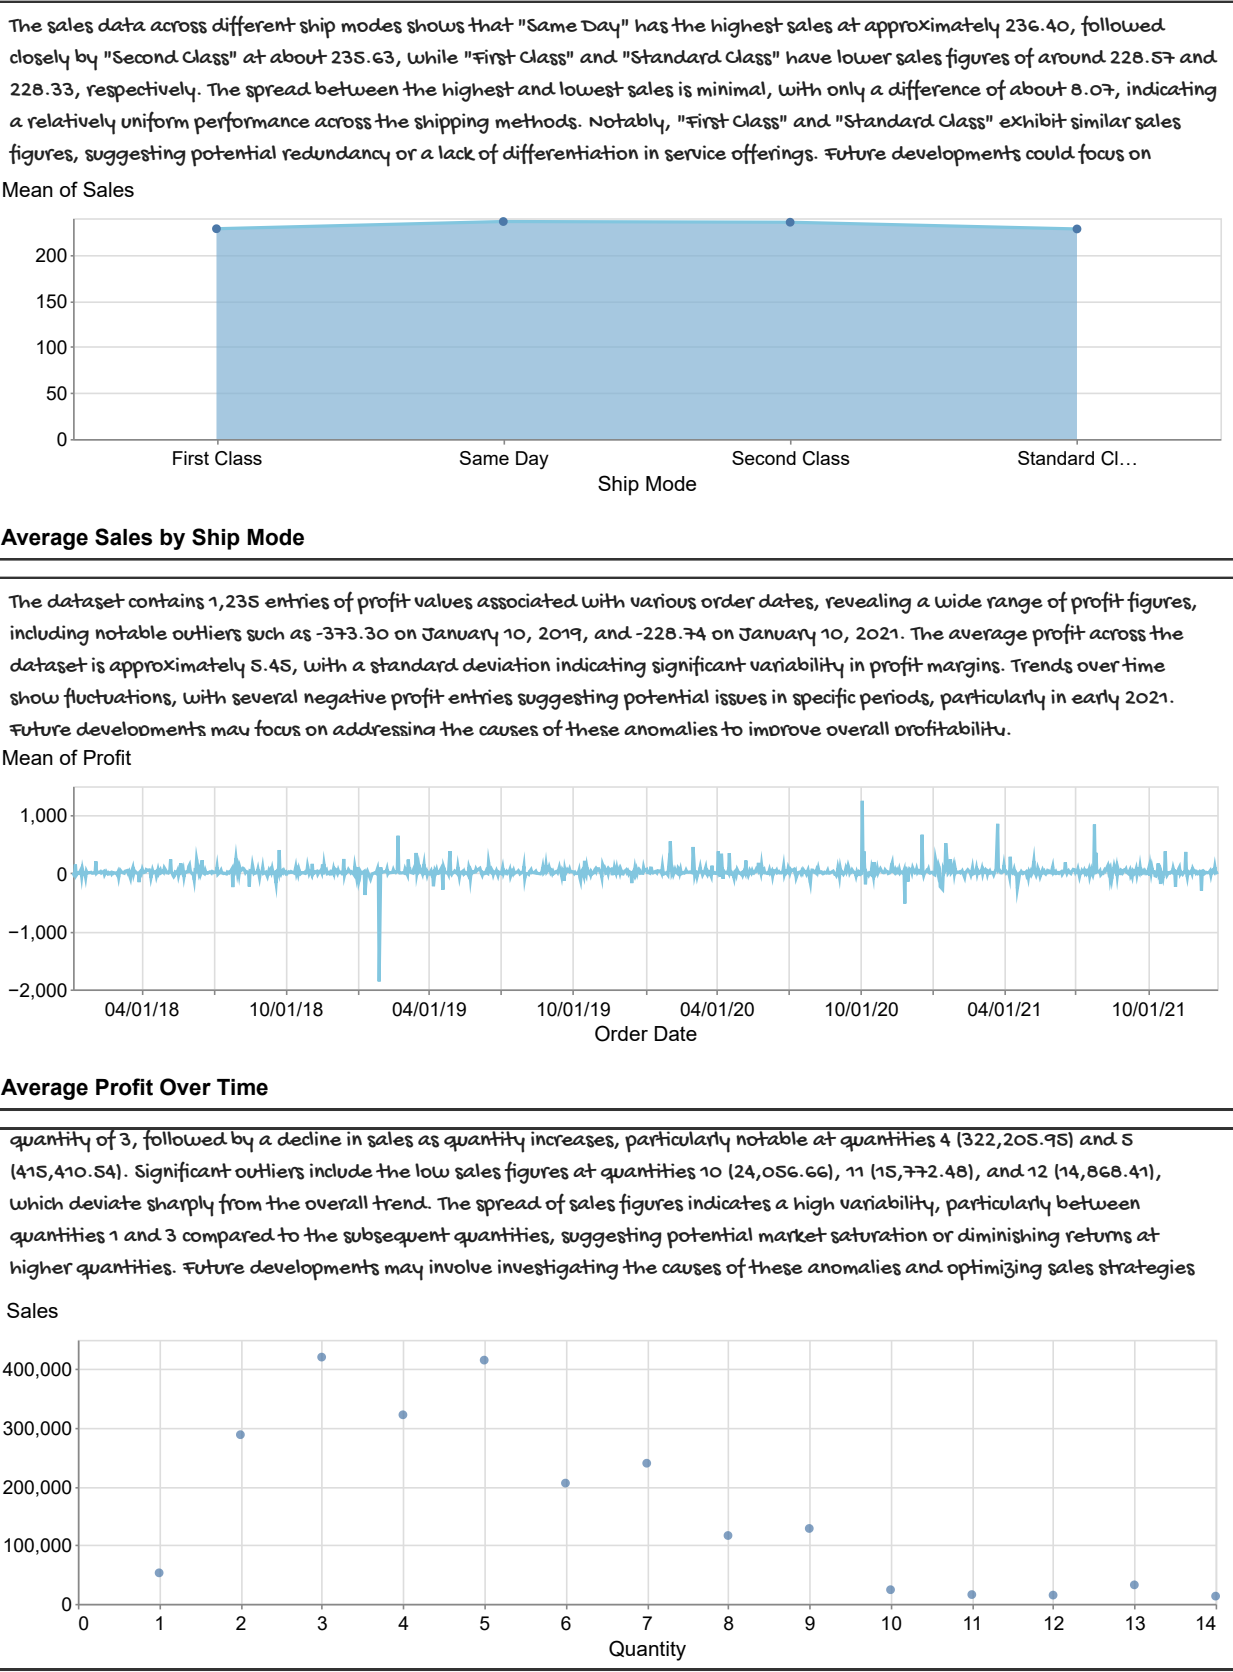 The sales data across different ship modes shows that "Same Day" has the highest sales at approximately 236.40, followed
closely by "Second Class" at about 235.63, while "First Class" and "Standard Class" have lower sales figures of around 228.57 and
228.33, respectively. The spread between the highest and lowest sales is minimal, with only a difference of about 8.07, indicating
a relatively uniform performance across the shipping methods. Notably, "First Class" and "Standard Class" exhibit similar sales
figures, suggesting potential redundancy or a lack of differentiation in service offerings. Future developments could focus on
Mean of Sales
200
150
100
50
0
First Class Same Day Second Class Standard Cl…
Ship Mode
Average Sales by Ship Mode
The dataset contains 1,235 entries of profit values associated with various order dates, revealing a wide range of profit figures,
including notable outliers such as -373.30 on January 10, 2019, and -228.74 on January 10, 2021. The average profit across the
dataset is approximately 5.45, with a standard deviation indicating significant variability in profit margins. Trends over time
show fluctuations, with several negative profit entries suggesting potential issues in specific periods, particularly in early 2021.
Future developments may focus on addressing the causes of these anomalies to improve overall profitability.
Mean of Profit
1,000
0
−1,000
−2,000
04/01/18 10/01/18 04/01/19 10/01/19 04/01/20 10/01/20 04/01/21 10/01/21
Order Date
Average Profit Over Time
quantity of 3, followed by a decline in sales as quantity increases, particularly notable at quantities 4 (322,205.95) and 5
(415,410.54). Significant outliers include the low sales figures at quantities 10 (24,056.66), 11 (15,772.48), and 12 (14,868.41),
which deviate sharply from the overall trend. The spread of sales figures indicates a high variability, particularly between
quantities 1 and 3 compared to the subsequent quantities, suggesting potential market saturation or diminishing returns at
higher quantities. Future developments may involve investigating the causes of these anomalies and optimizing sales strategies
Sales
400,000
300,000
200,000
100,000
0
0 1 2 3 4 5 6 7 8 9 10 11 12 13 14
Quantity